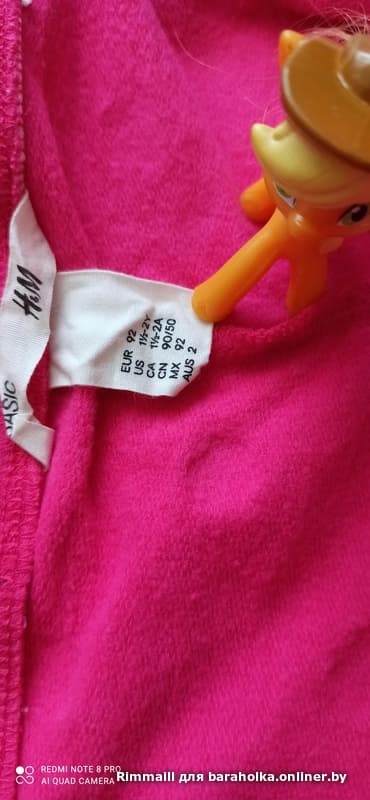 H&M
BASIC
EUR 92
US 1½-2Y
CA 1½-2A
CN 90/50
MX 92
AUS 2
REDMI NOTE 8 PRO
AI QUAD CAMERA
Rimmalll для baraholka.onliner.by